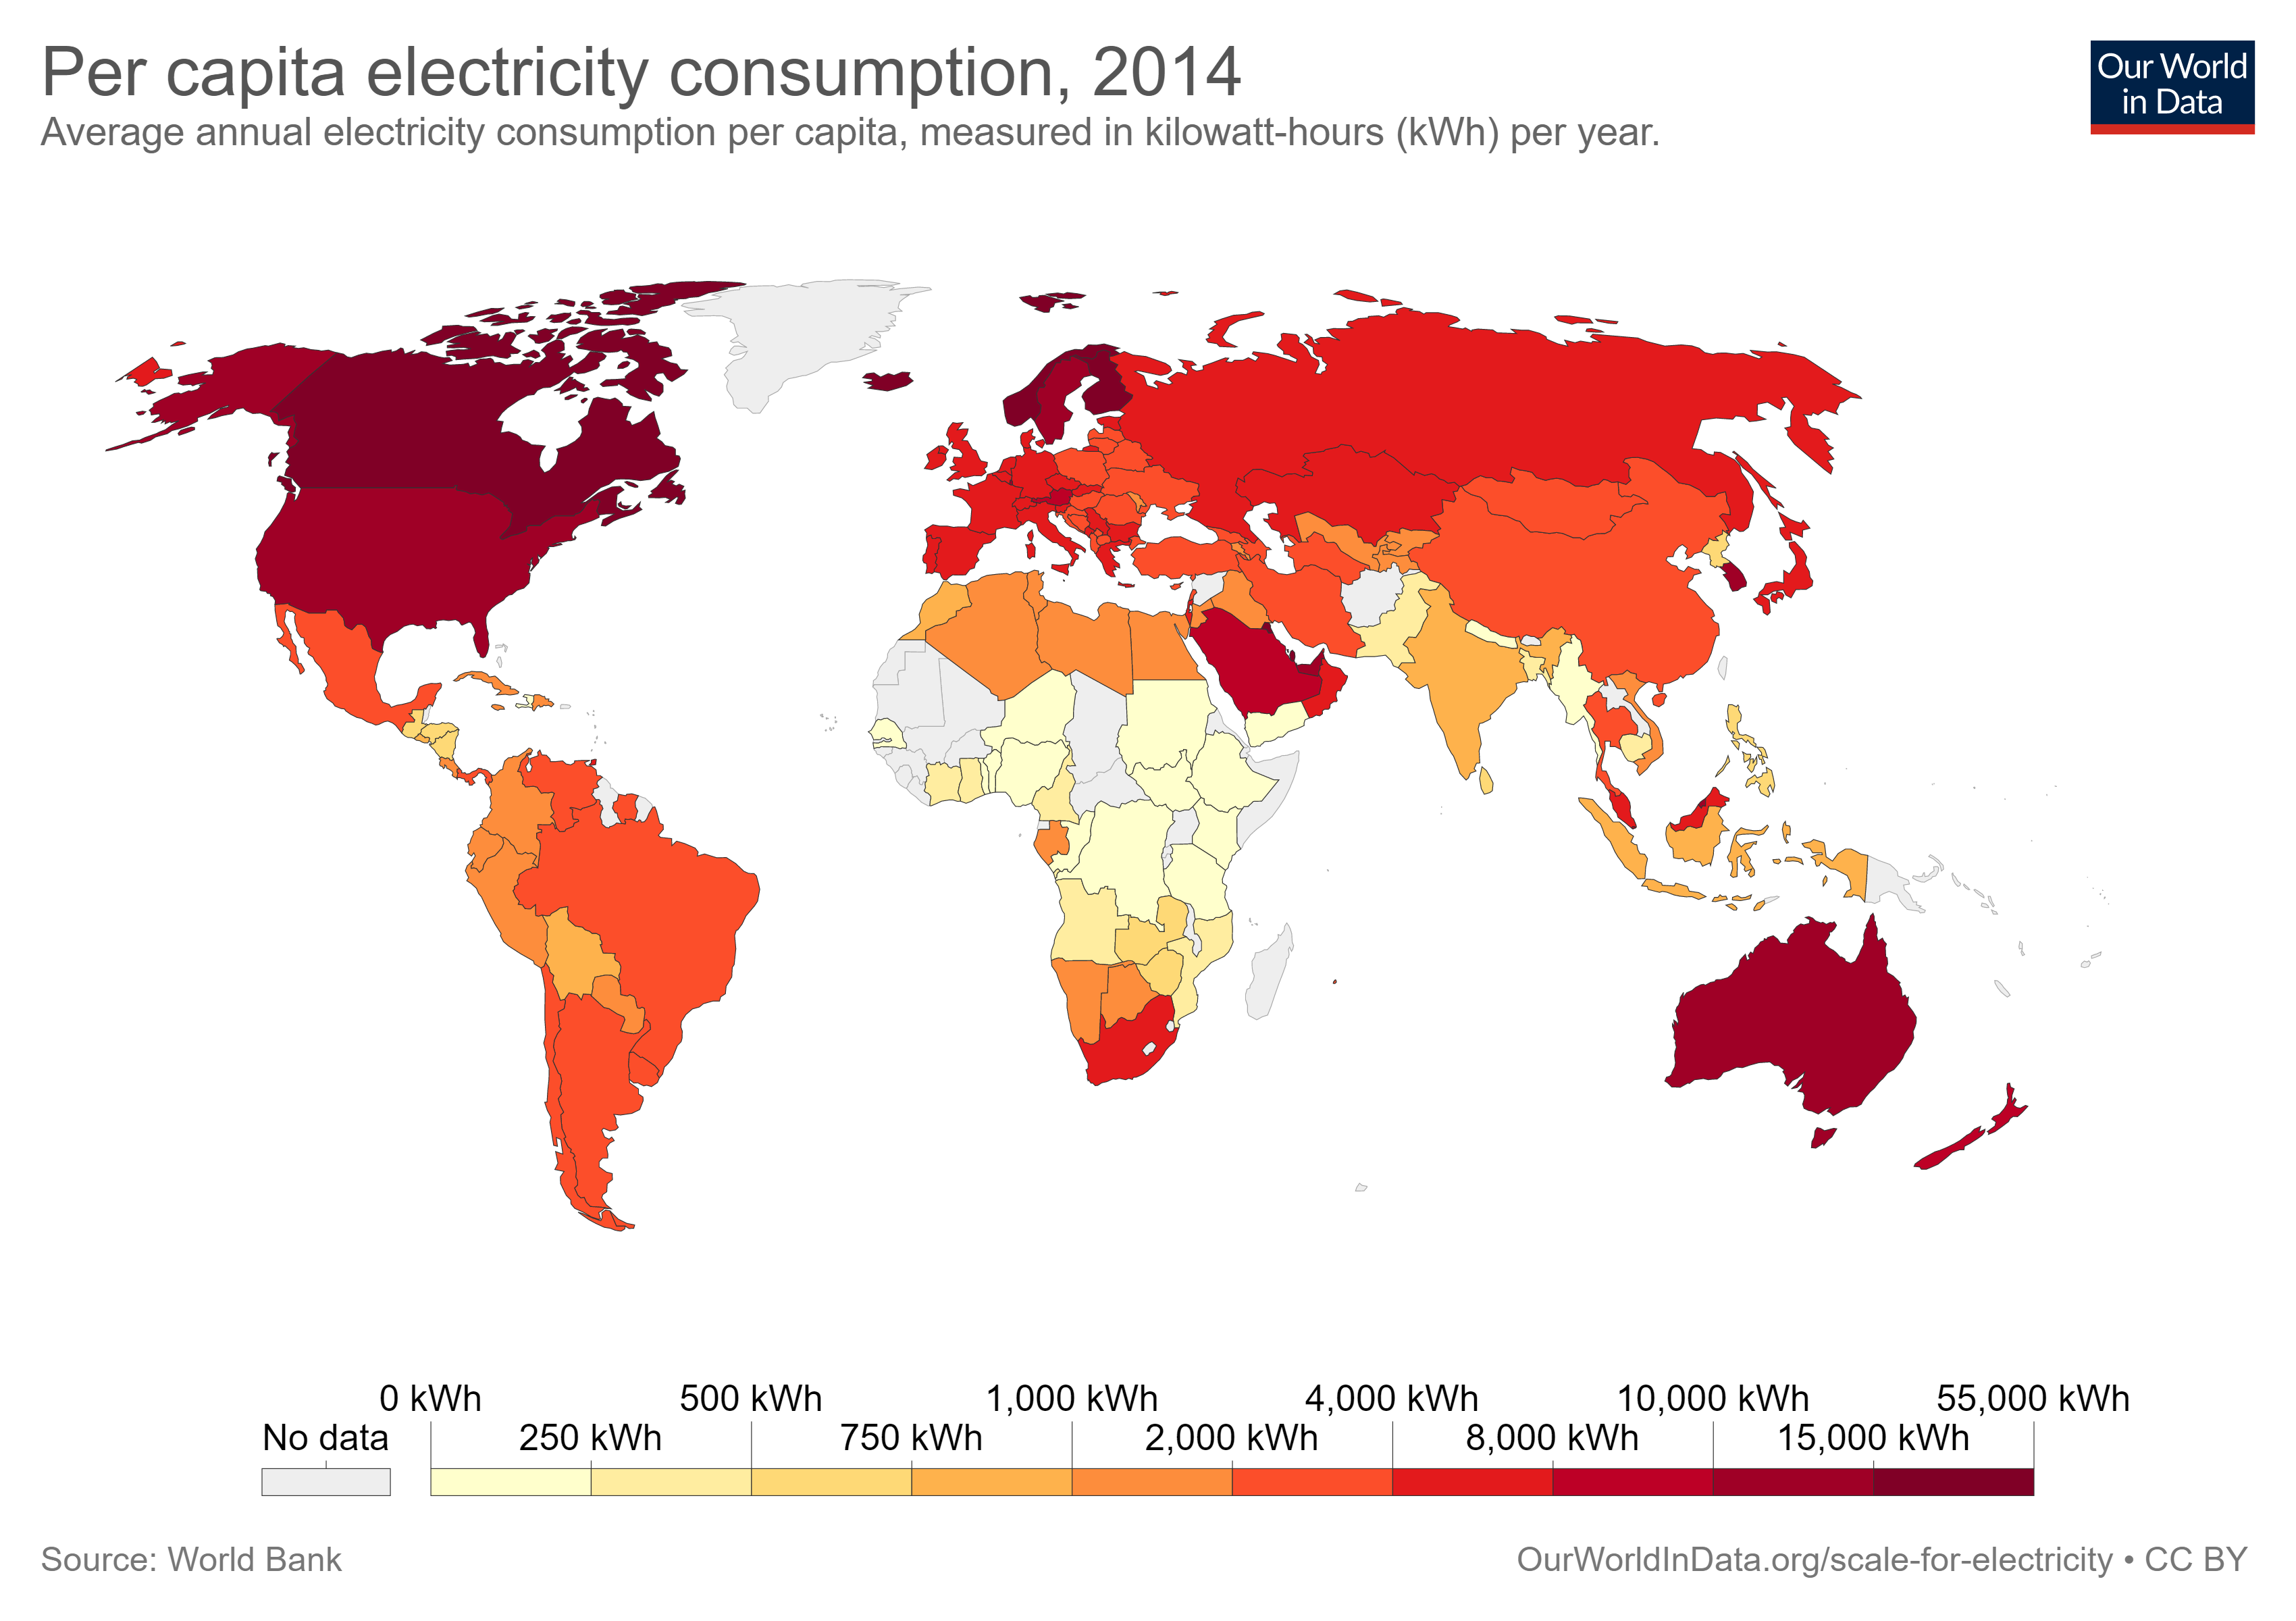 Per capita electricity consumption, 2014
Average annual electricity consumption per capita, measured in kilowatt-hours (kWh) per year.
Our World
in Data
0 kWh 500 kWh 1,000 kWh 4,000 kWh 10,000 kWh 55,000 kWh
No data 250 kWh 750 kWh 2,000 kWh 8,000 kWh 15,000 kWh
Source: World Bank
OurWorldInData.org/scale-for-electricity • CC BY